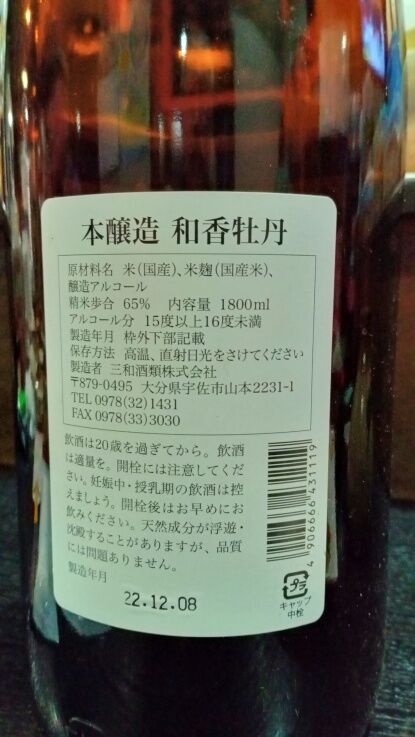 本醸造 和香牡丹
原材料名 米(国産)、米麹(国産米)、
醸造アルコール
精米歩合 65% 内容量 1800ml
アルコール分 15度以上16度未満
製造年月 枠外下部記載
保存方法 高温、直射日光をさけてください
製造者 三和酒類株式会社
〒879-0495 大分県宇佐市山本2231-1
TEL 0978(32)1431
FAX 0978(33)3030
飲酒は20歳を過ぎてから。飲酒
は適量を。開栓には注意してくだ
さい。妊娠中・授乳期の飲酒は控
えましょう。開栓後はお早めにお
飲みください。天然成分が浮遊・
沈殿することがありますが、品質
には問題ありません。
製造年月
22.12.08
4906666431119
プラ
キャップ
中栓